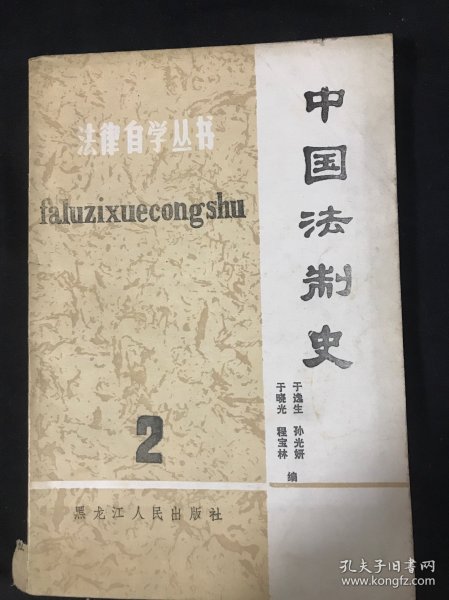 法律自学丛书
faluzixuecongshu
2
黑龙江人民出版社
中国法制史
于逸生 孙光妍
于晓光 程宝林 编
孔夫子旧书网
www.kongfz.com